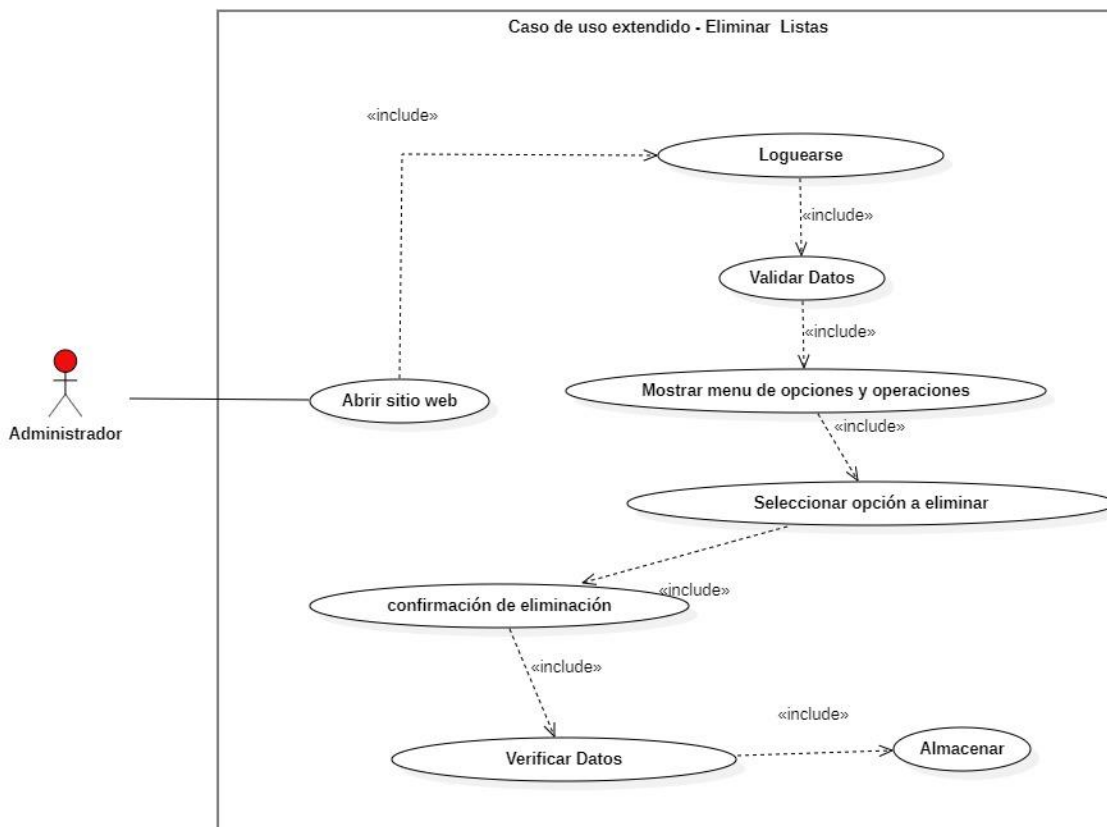 Caso de uso extendido - Eliminar Listas
«include»
Loguearse
«include»
Validar Datos
«include»
Mostrar menu de opciones y operaciones
Abrir sitio web
Administrador
«include»
Seleccionar opción a eliminar
«include»
confirmación de eliminación
«include»
«include»
Verificar Datos
Almacenar